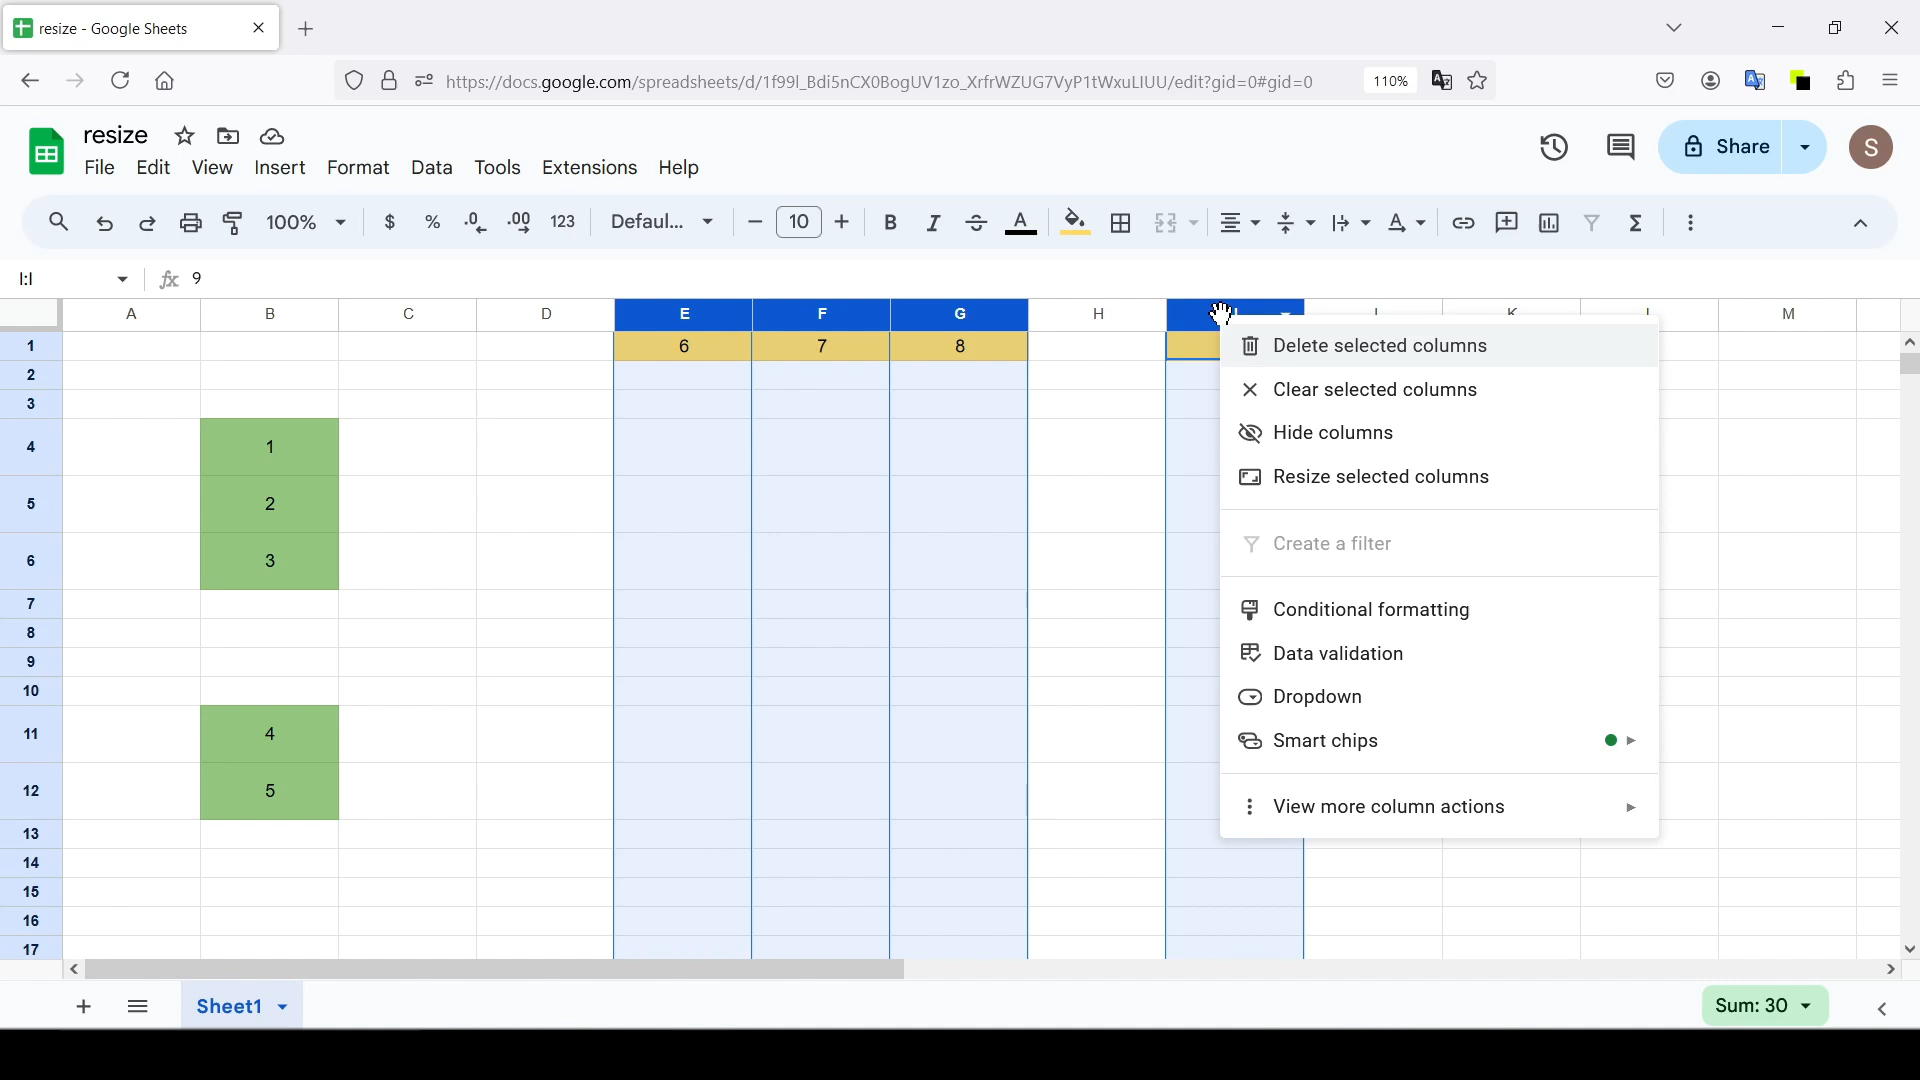 resize - Google Sheets
https://docs.google.com/spreadsheets/d/1f99l_Bdi5nCX0BogUV1zo_XrfrWZUG7VyP1tWxuLIUU/edit?gid=0#gid=0
110%
resize
File Edit View Insert Format Data Tools Extensions Help
Share
S
100% $ % .0 .00 123 Defaul... 10 B I S A
I:I
fx 9
A B C D E F G H M
1 6 7 8
2
3
4 1
5 2
6 3
7
8
9
10
11 4
12 5
13
14
15
16
17
Delete selected columns
Clear selected columns
Hide columns
Resize selected columns
Create a filter
Conditional formatting
Data validation
Dropdown
Smart chips
View more column actions
Sheet1
Sum: 30